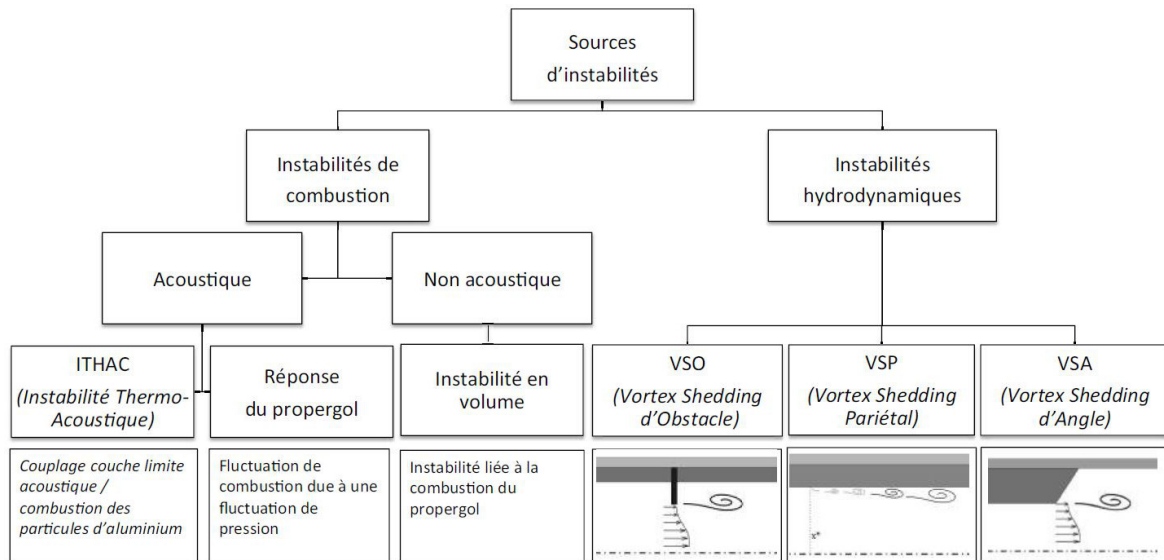 Sources
d'instabilités
Instabilités de
combustion
Instabilités
hydrodynamiques
Acoustique
Non acoustique
ITHAC
(Instabilité Thermo-
Acoustique)
Réponse
du propergol
Instabilité en
volume
VSO
(Vortex Shedding
d'Obstacle)
VSP
(Vortex Shedding
Pariétal)
VSA
(Vortex Shedding
d'Angle)
Couplage couche limite
acoustique /
combustion des
particules d'aluminium
Fluctuation de
combustion due à une
fluctuation de
pression
Instabilité liée à la
combustion du
propergol